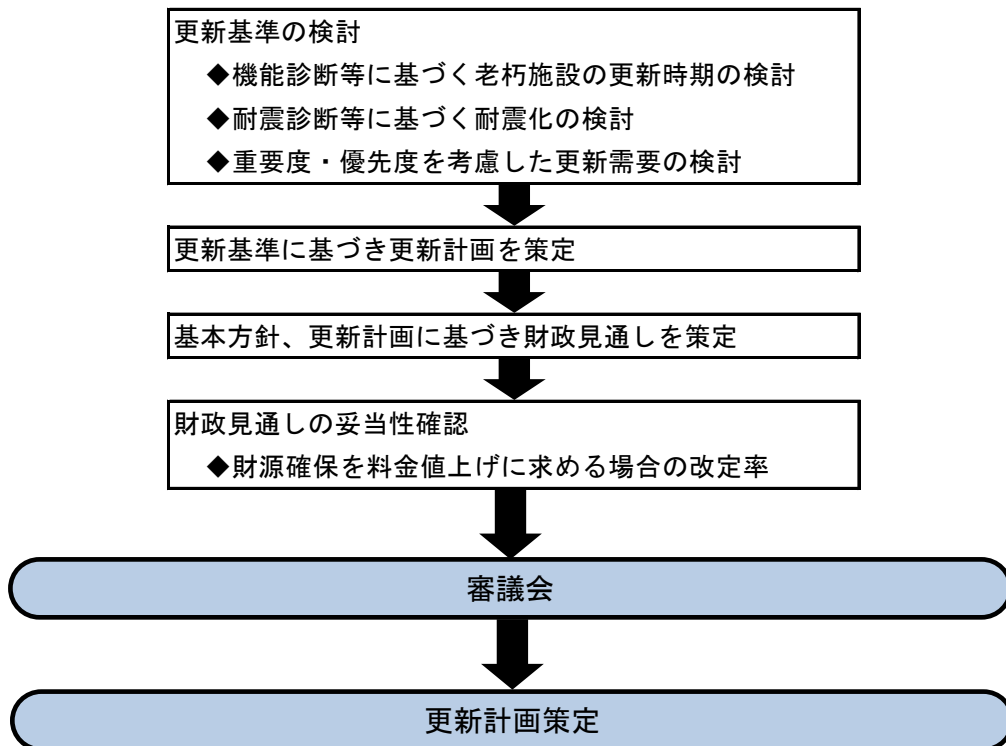 更新基準の検討
◆機能診断等に基づく老朽施設の更新時期の検討
◆耐震診断等に基づく耐震化の検討
◆重要度・優先度を考慮した更新需要の検討
更新基準に基づき更新計画を策定
基本方針、更新計画に基づき財政見通しを策定
財政見通しの妥当性確認
◆財源確保を料金値上げに求める場合の改定率
審議会
更新計画策定